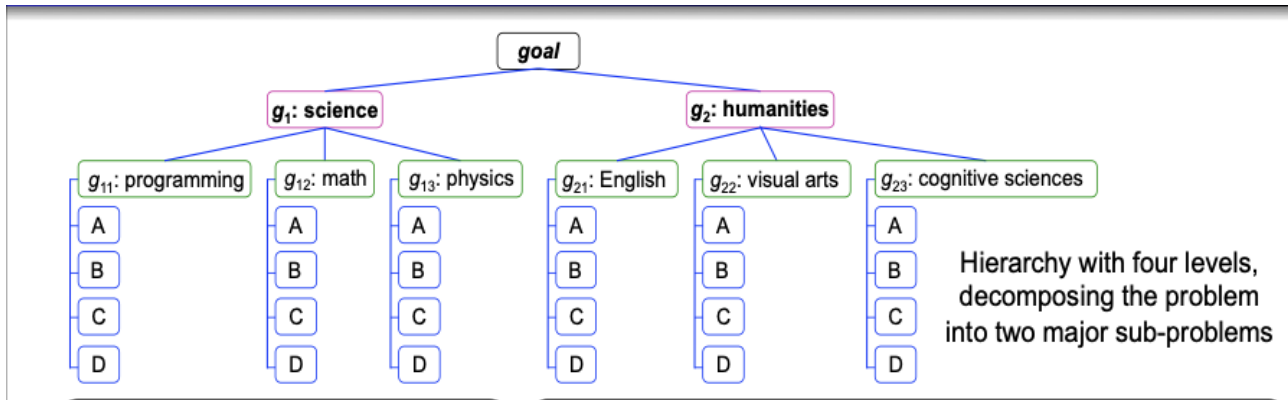 goal
g₁: science
g₂: humanities
g₁₁: programming
g₁₂: math
g₁₃: physics
g₂₁: English
g₂₂: visual arts
g₂₃: cognitive sciences
A A A A A A
B B B B B B
C C C C C C
D D D D D D
Hierarchy with four levels,
decomposing the problem
into two major sub-problems